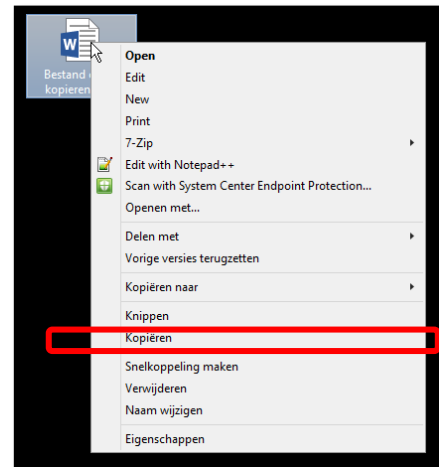 W
Bestand
kopieren
Open
Edit
New
Print
7-Zip
Edit with Notepad++
Scan with System Center Endpoint Protection...
Openen met...
Delen met
Vorige versies terugzetten
Kopiëren naar
Knippen
Kopiëren
Snelkoppeling maken
Verwijderen
Naam wijzigen
Eigenschappen